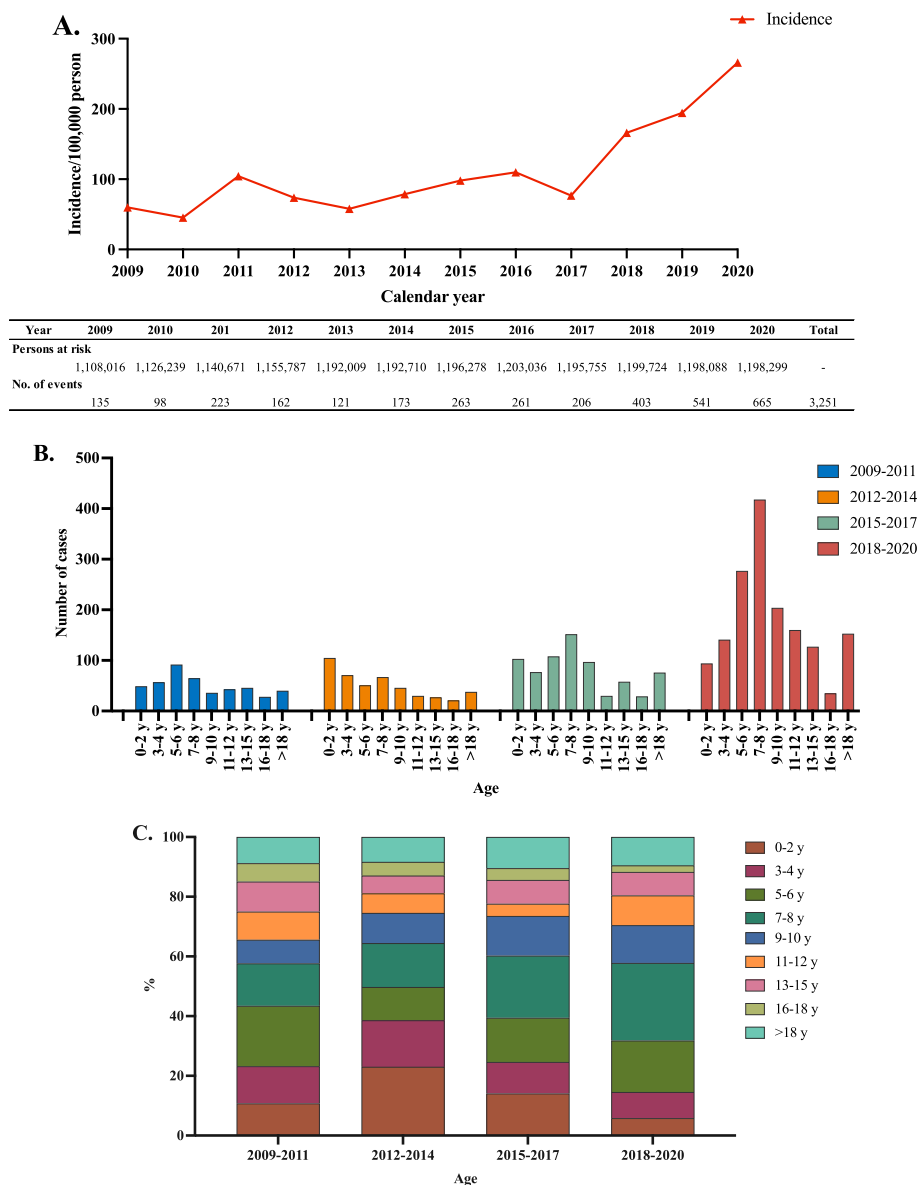 A.
Incidence
Incidence/100,000 person
300
200
100
0
2009 2010 2011 2012 2013 2014 2015 2016 2017 2018 2019 2020
Calendar year
Year 2009 2010 201 2012 2013 2014 2015 2016 2017 2018 2019 2020 Total
Persons at risk
1,108,016 1,126,239 1,140,671 1,155,787 1,192,009 1,192,710 1,196,278 1,203,036 1,195,755 1,199,724 1,198,088 1,198,299 -
No. of events
135 98 223 162 121 173 263 261 206 403 541 665 3,251
B.
Number of cases
500
400
300
200
100
0
2009-2011
2012-2014
2015-2017
2018-2020
0-2 y 3-4 y 5-6 y 7-8 y 9-10 y 11-12 y 13-15 y 16-18 y >18 y 0-2 y 3-4 y 5-6 y 7-8 y 9-10 y 11-12 y 13-15 y 16-18 y >18 y 0-2 y 3-4 y 5-6 y 7-8 y 9-10 y 11-12 y 13-15 y 16-18 y >18 y 0-2 y 3-4 y 5-6 y 7-8 y 9-10 y 11-12 y 13-15 y 16-18 y >18 y
Age
C.
%
100
80
60
40
20
0
0-2 y
3-4 y
5-6 y
7-8 y
9-10 y
11-12 y
13-15 y
16-18 y
>18 y
2009-2011 2012-2014 2015-2017 2018-2020
Age